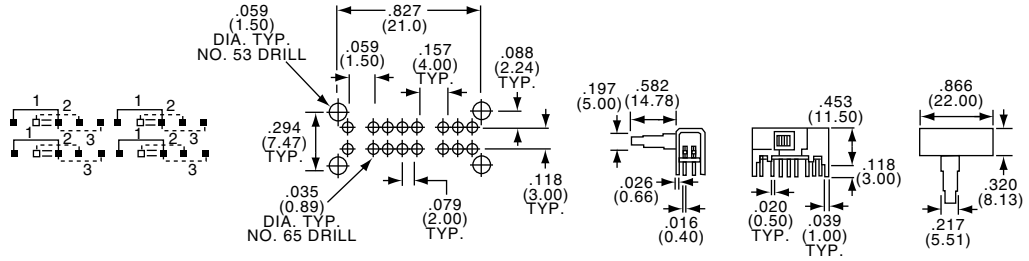 1 2 3
1 2 3
1 2 3
1 2 3
.059
(1.50)
DIA. TYP.
NO. 53 DRILL
.827
(21.0)
.059
(1.50)
.157
(4.00)
TYP.
.088
(2.24)
TYP.
.294
(7.47)
TYP.
.035
(0.89)
DIA. TYP.
NO. 65 DRILL
.079
(2.00)
TYP.
.118
(3.00)
TYP.
.197
(5.00)
.582
(14.78)
.026
(0.66)
.016
(0.40)
.453
(11.50)
.118
(3.00)
.020
(0.50)
TYP.
.039
(1.00)
TYP.
.866
(22.00)
.320
(8.13)
.217
(5.51)